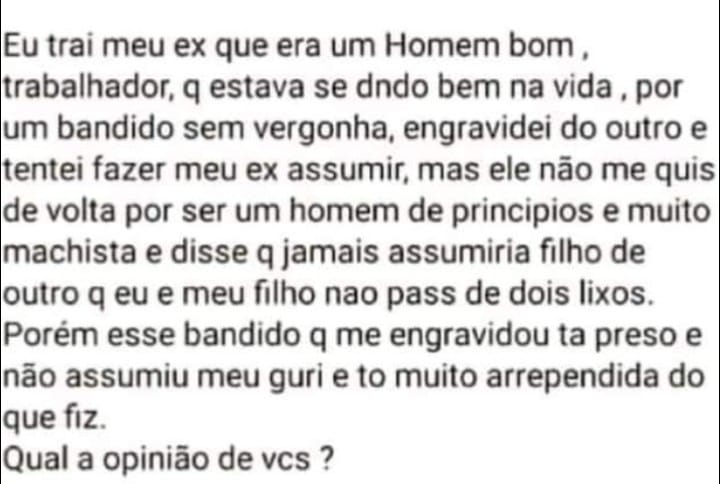 Eu trai meu ex que era um Homem bom ,
trabalhador, q estava se dndo bem na vida , por
um bandido sem vergonha, engravidei do outro e
tentei fazer meu ex assumir, mas ele não me quis
de volta por ser um homem de principios e muito
machista e disse q jamais assumiria filho de
outro q eu e meu filho nao pass de dois lixos.
Porém esse bandido q me engravidou ta preso e
não assumiu meu guri e to muito arrependida do
que fiz.
Qual a opinião de vcs ?